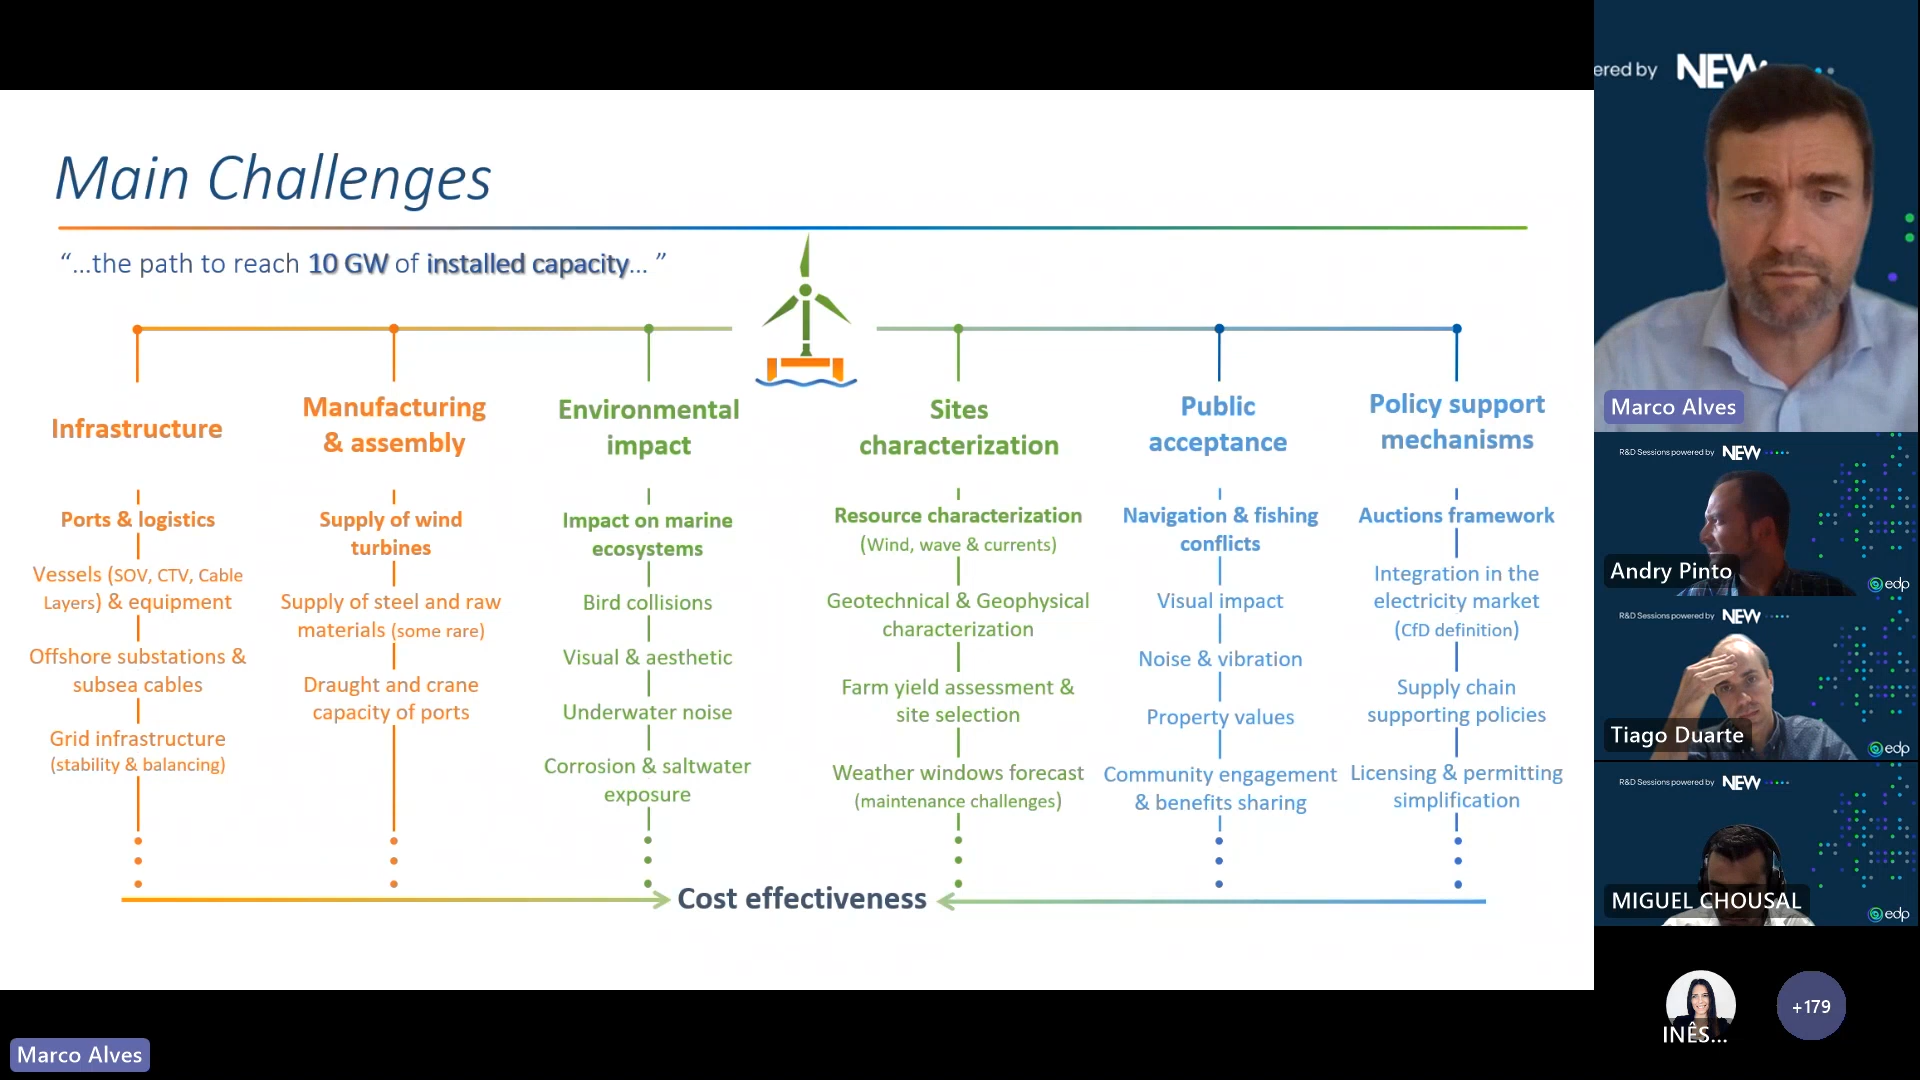 Main Challenges
“...the path to reach 10 GW of installed capacity... ”
Infrastructure
Ports & logistics
Vessels (SOV, CTV, Cable
Layers) & equipment
Offshore substations &
subsea cables
Grid infrastructure
(stability & balancing)
Manufacturing
& assembly
Supply of wind
turbines
Supply of steel and raw
materials (some rare)
Draught and crane
capacity of ports
Environmental
impact
Impact on marine
ecosystems
Bird collisions
Visual & aesthetic
Underwater noise
Corrosion & saltwater
exposure
Sites
characterization
Resource characterization
(Wind, wave & currents)
Geotechnical & Geophysical
characterization
Farm yield assessment &
site selection
Weather windows forecast
(maintenance challenges)
Public
acceptance
Navigation & fishing
conflicts
Visual impact
Noise & vibration
Property values
Community engagement
& benefits sharing
Policy support
mechanisms
Auctions framework
Integration in the
electricity market
(CfD definition)
Supply chain
supporting policies
Licensing & permitting
simplification
Cost effectiveness
Marco Alves
ered by NEW
Marco Alves
R&D Sessions powered by NEW
Andry Pinto
edp
R&D Sessions powered by NEW
Tiago Duarte
edp
R&D Sessions powered by NEW
MIGUEL CHOUSAL
edp
INÊS...
+179